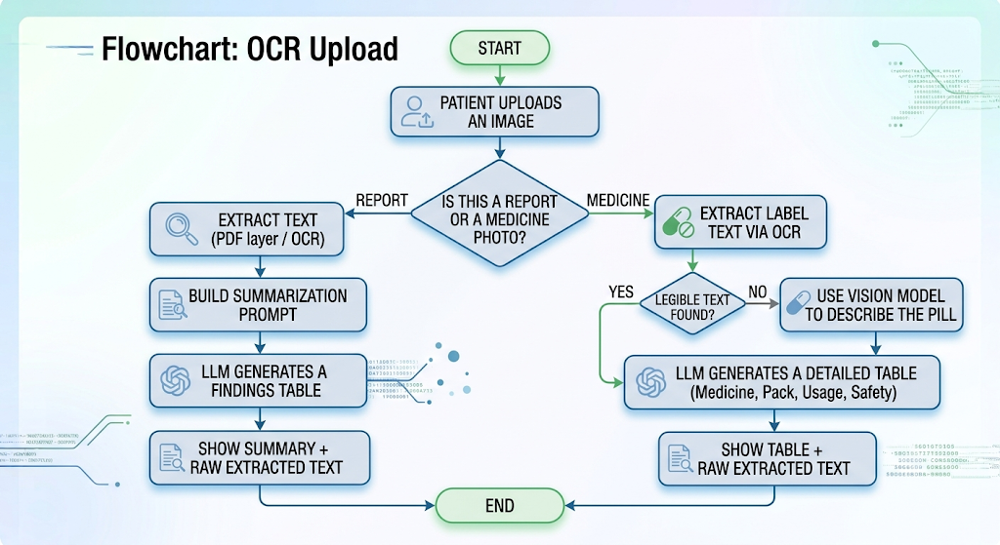 Flowchart: OCR Upload
START
PATIENT UPLOADS
AN IMAGE
IS THIS A REPORT
OR A MEDICINE
PHOTO?
REPORT
MEDICINE
EXTRACT TEXT
(PDF layer / OCR)
BUILD SUMMARIZATION
PROMPT
LLM GENERATES A
FINDINGS TABLE
SHOW SUMMARY +
RAW EXTRACTED TEXT
EXTRACT LABEL
TEXT VIA OCR
LEGIBLE TEXT
FOUND?
YES
NO
USE VISION MODEL
TO DESCRIBE THE PILL
LLM GENERATES A DETAILED TABLE
(Medicine, Pack, Usage, Safety)
SHOW TABLE +
RAW EXTRACTED TEXT
END